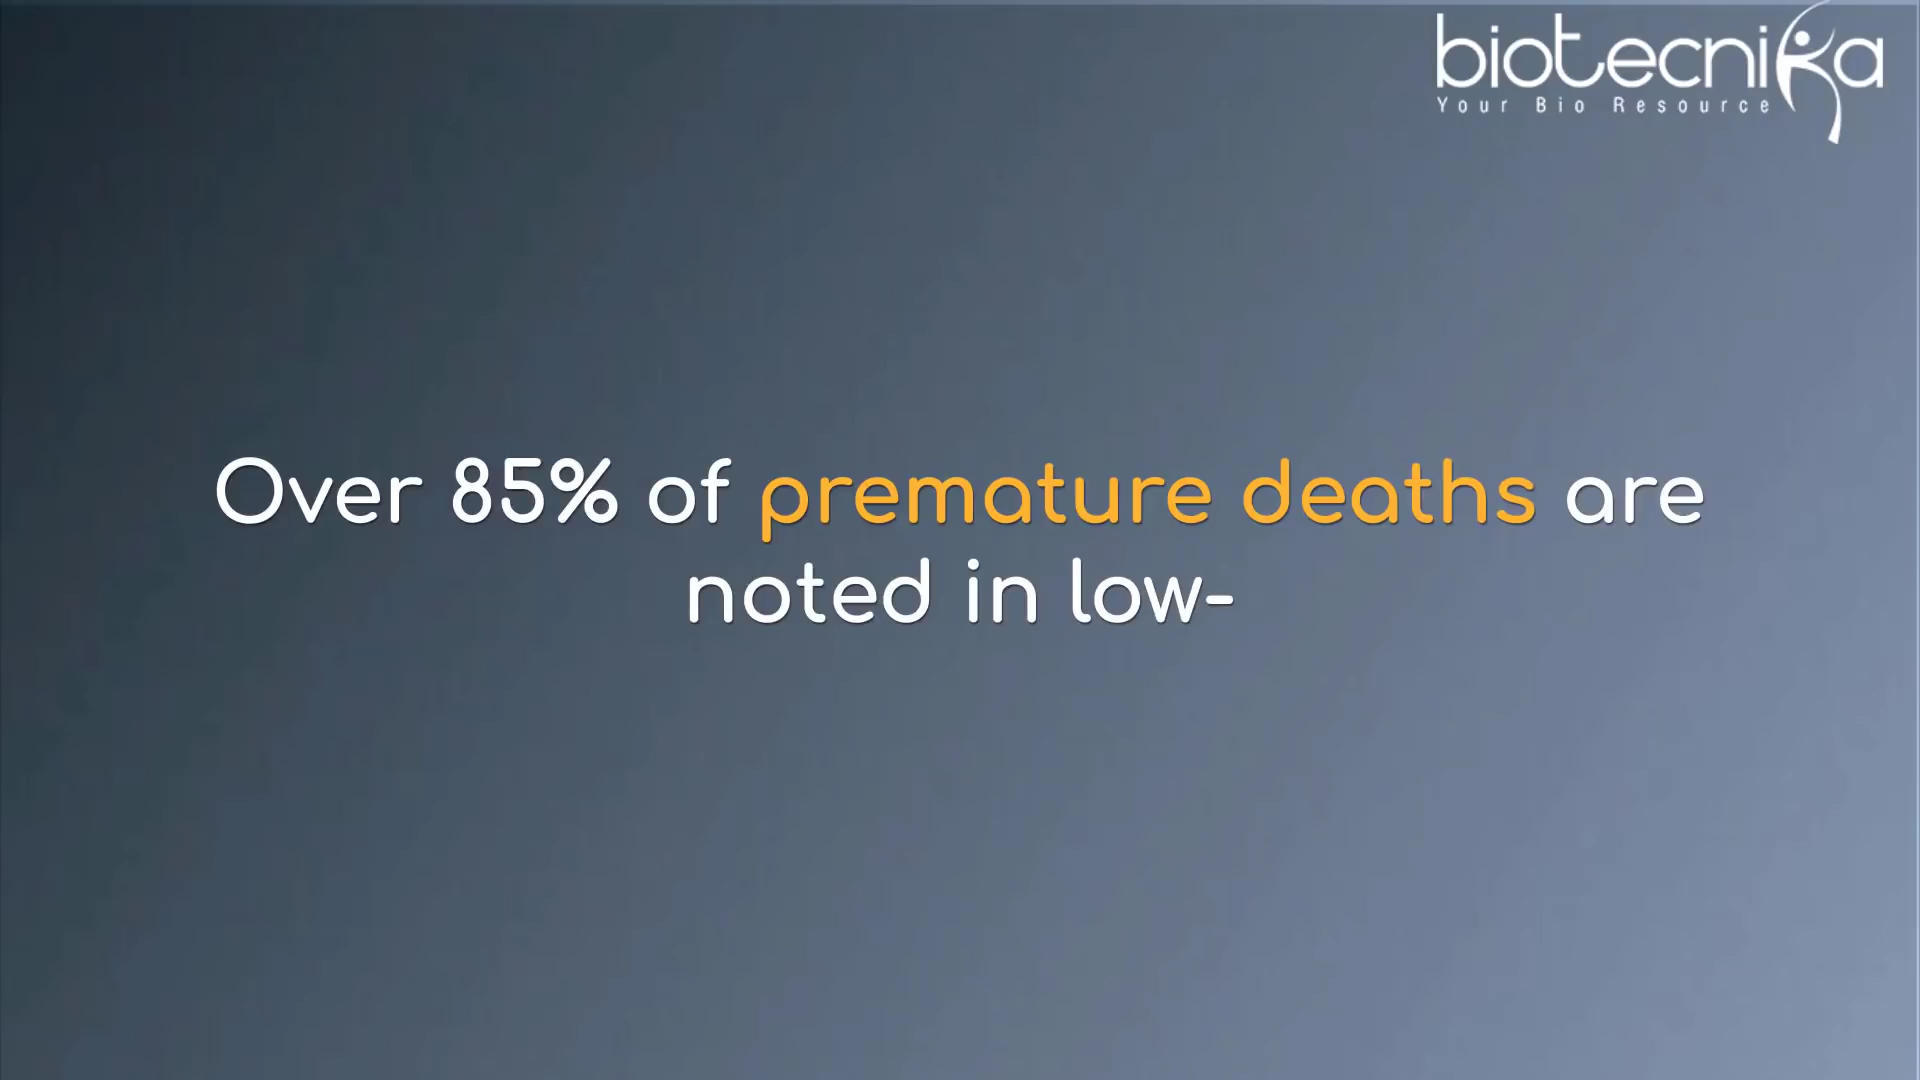 biotecnika
Your Bio Resource
Over 85% of premature deaths are
noted in low-